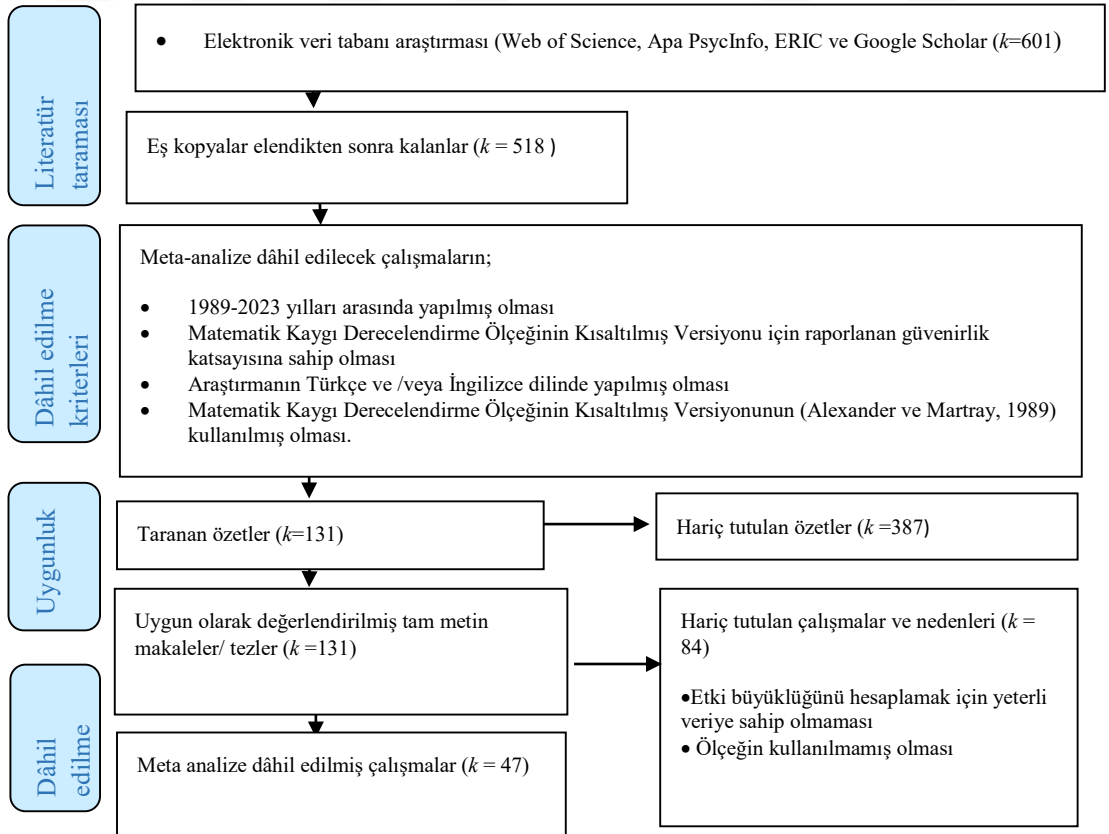 Literatür
taraması
• Elektronik veri tabanı araştırması (Web of Science, Apa PsycInfo, ERIC ve Google Scholar (k=601)
Eş kopyalar elendikten sonra kalanlar (k = 518 )
Dâhil edilme
kriterleri
Meta-analize dâhil edilecek çalışmaların;
• 1989-2023 yılları arasında yapılmış olması
• Matematik Kaygı Derecelendirme Ölçeğinin Kısaltılmış Versiyonu için raporlanan güvenirlik
katsayısına sahip olması
• Araştırmanın Türkçe ve /veya İngilizce dilinde yapılmış olması
• Matematik Kaygı Derecelendirme Ölçeğinin Kısaltılmış Versiyonunun (Alexander ve Martray, 1989)
kullanılmış olması.
Uygunluk
Taranan özetler (k=131)
Hariç tutulan özetler (k =387)
Uygun olarak değerlendirilmiş tam metin
makaleler/ tezler (k =131)
Hariç tutulan çalışmalar ve nedenleri (k =
84)
•Etki büyüklüğünü hesaplamak için yeterli
veriye sahip olmaması
• Ölçeğin kullanılmamış olması
Dâhil
edilme
Meta analize dâhil edilmiş çalışmalar (k = 47)